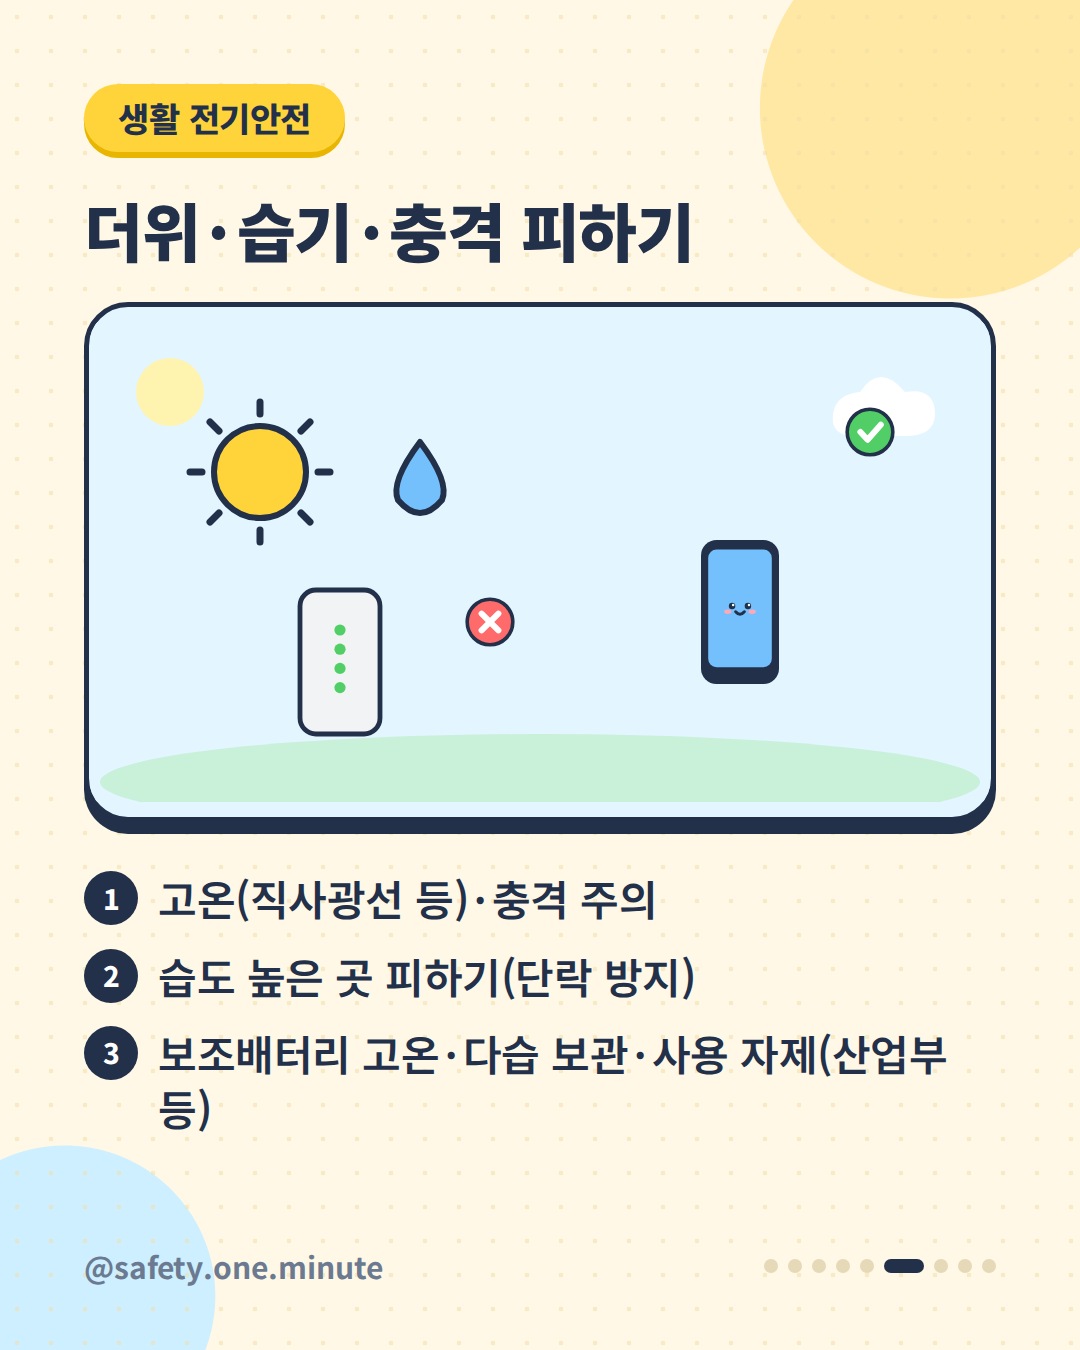 생활 전기안전
더위·습기·충격 피하기
1 고온(직사광선 등)·충격 주의
2 습도 높은 곳 피하기(단락 방지)
3 보조배터리 고온·다습 보관·사용 자제(산업부
등)
@safety.one.minute